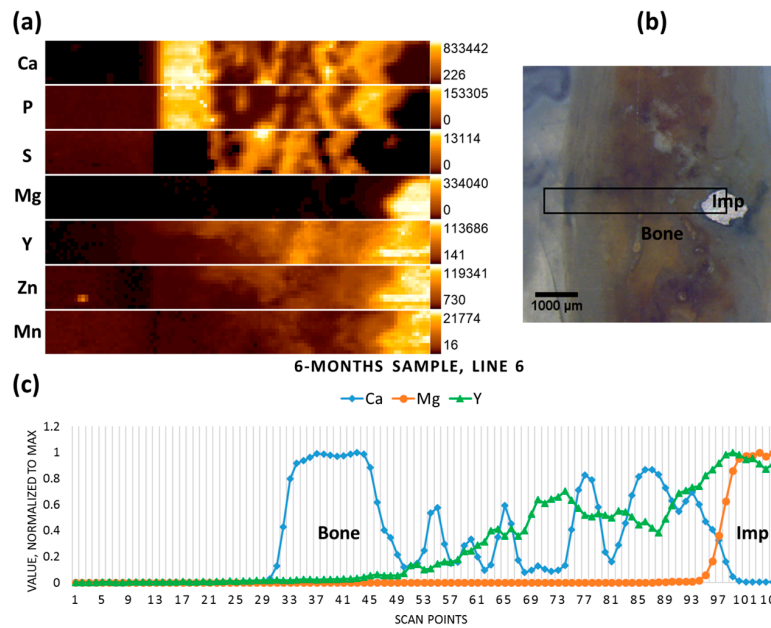 (a)
(b)
Ca
833442
226
P
153305
0
S
13114
0
Mg
334040
0
Y
113686
141
Zn
119341
730
Mn
21774
16
Imp
Bone
1000 µm
6-MONTHS SAMPLE, LINE 6
(c)
Ca Mg Y
VALUE, NORMALIZED TO MAX
1.2
1
0.8
0.6
0.4
0.2
0
Bone
Imp
1 5 9 13 17 21 25 29 33 37 41 45 49 53 57 61 65 69 73 77 81 85 89 93 97 101 10
SCAN POINTS